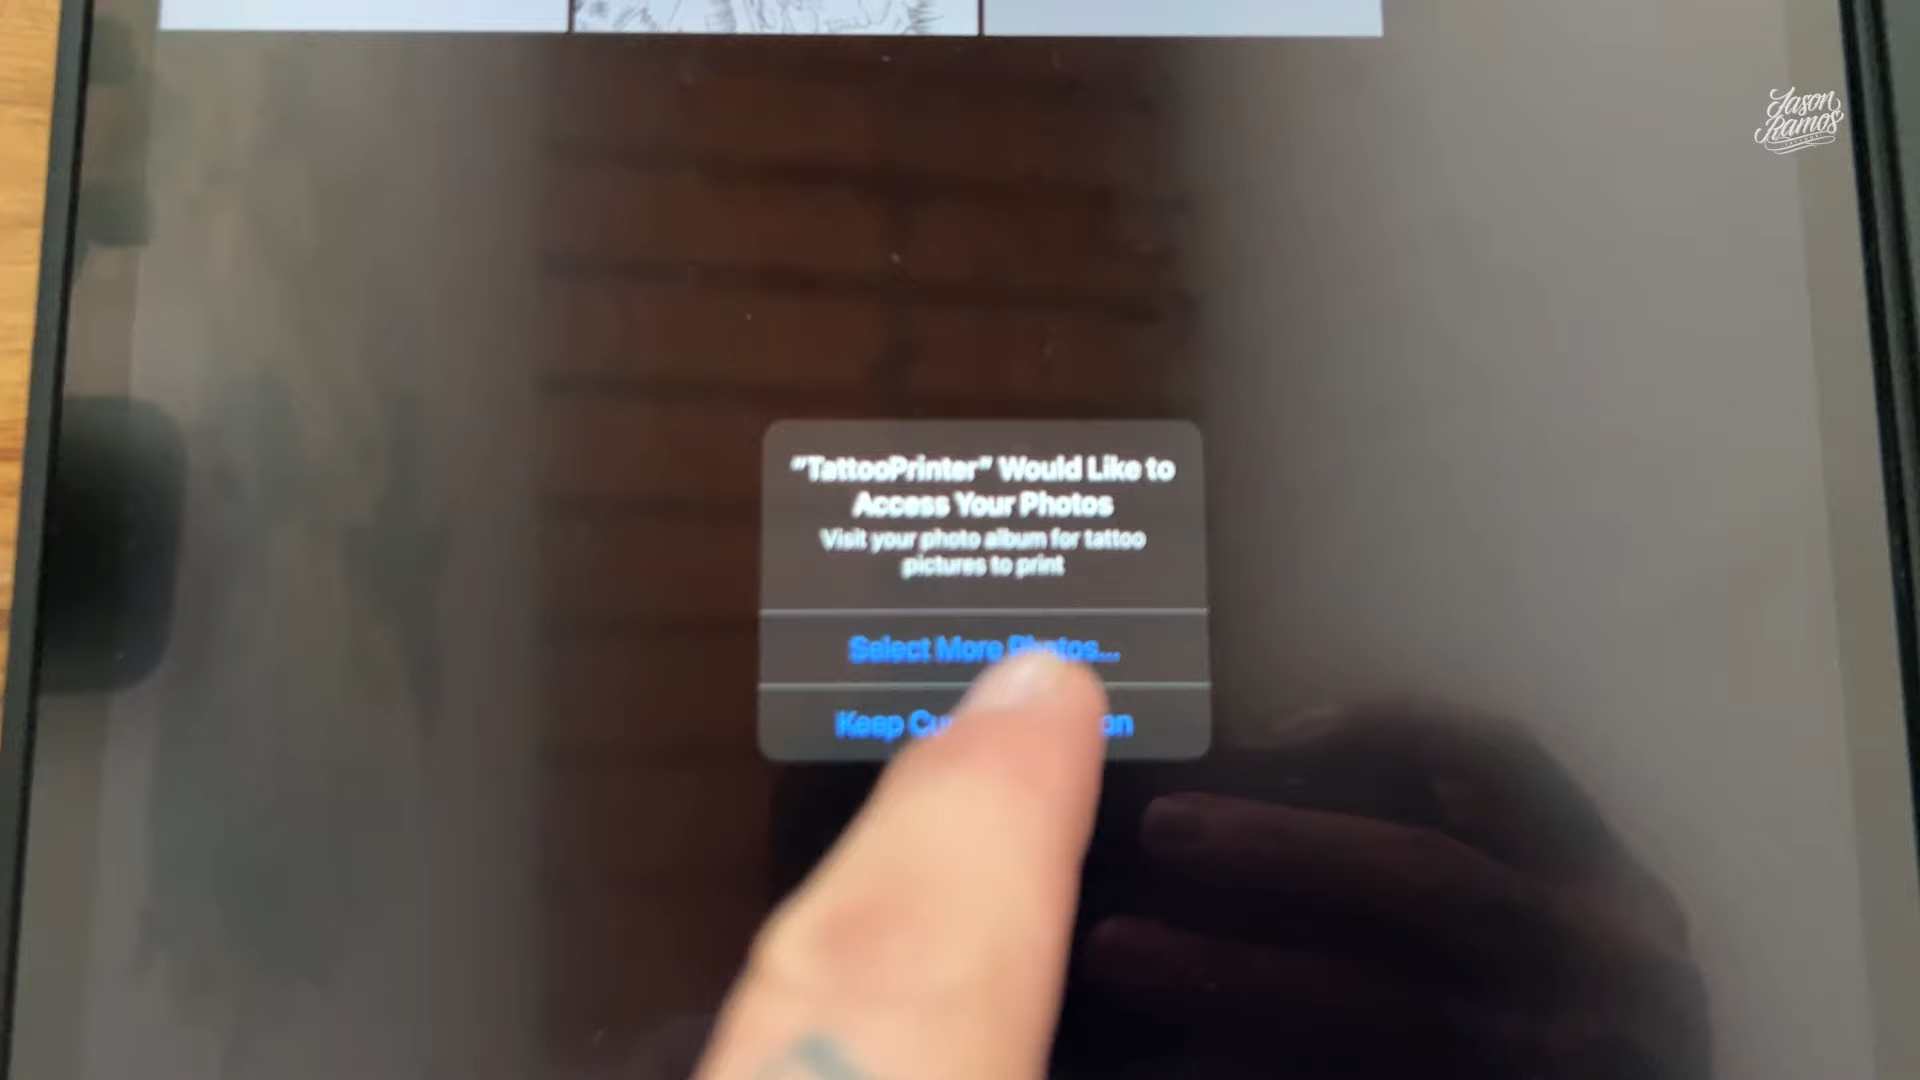 Jason
Ramos
"TattooPrinter" Would Like to
Access Your Photos
Visit your photo album for tattoo
pictures to print
Select More Photos...
Keep